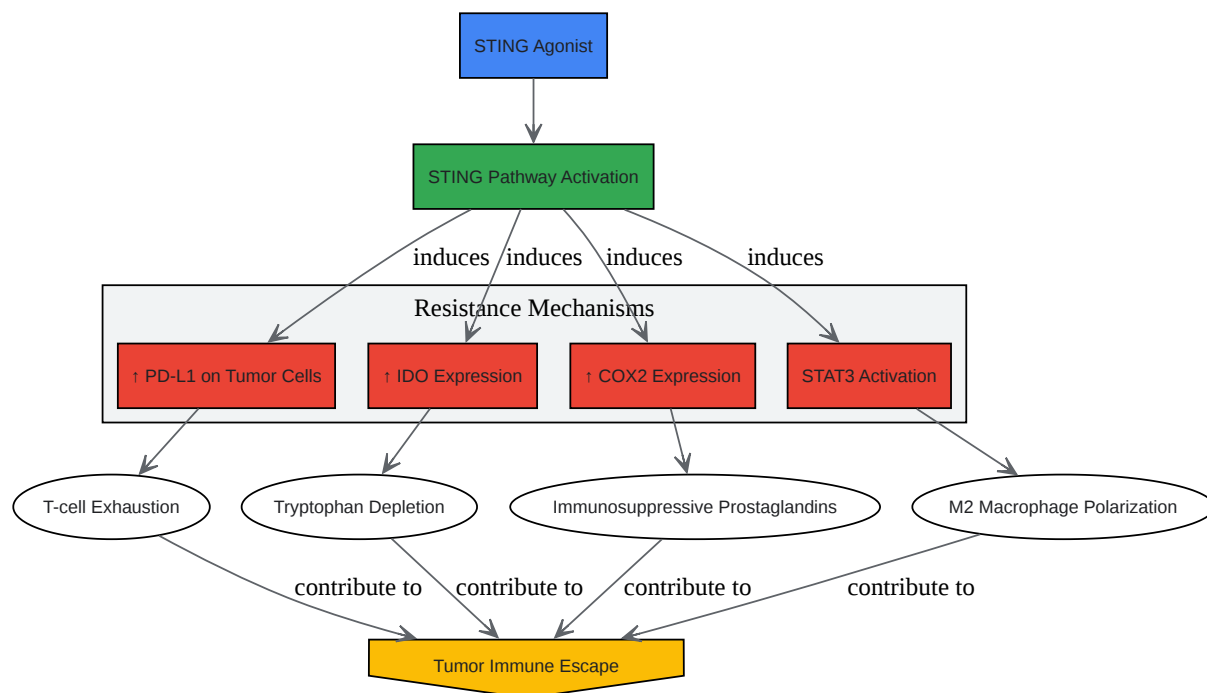 STING Agonist
STING Pathway Activation
induces
induces
induces
induces
Resistance Mechanisms
↑ PD-L1 on Tumor Cells
↑ IDO Expression
↑ COX2 Expression
STAT3 Activation
T-cell Exhaustion
Tryptophan Depletion
Immunosuppressive Prostaglandins
M2 Macrophage Polarization
contribute to
contribute to
contribute to
contribute to
Tumor Immune Escape